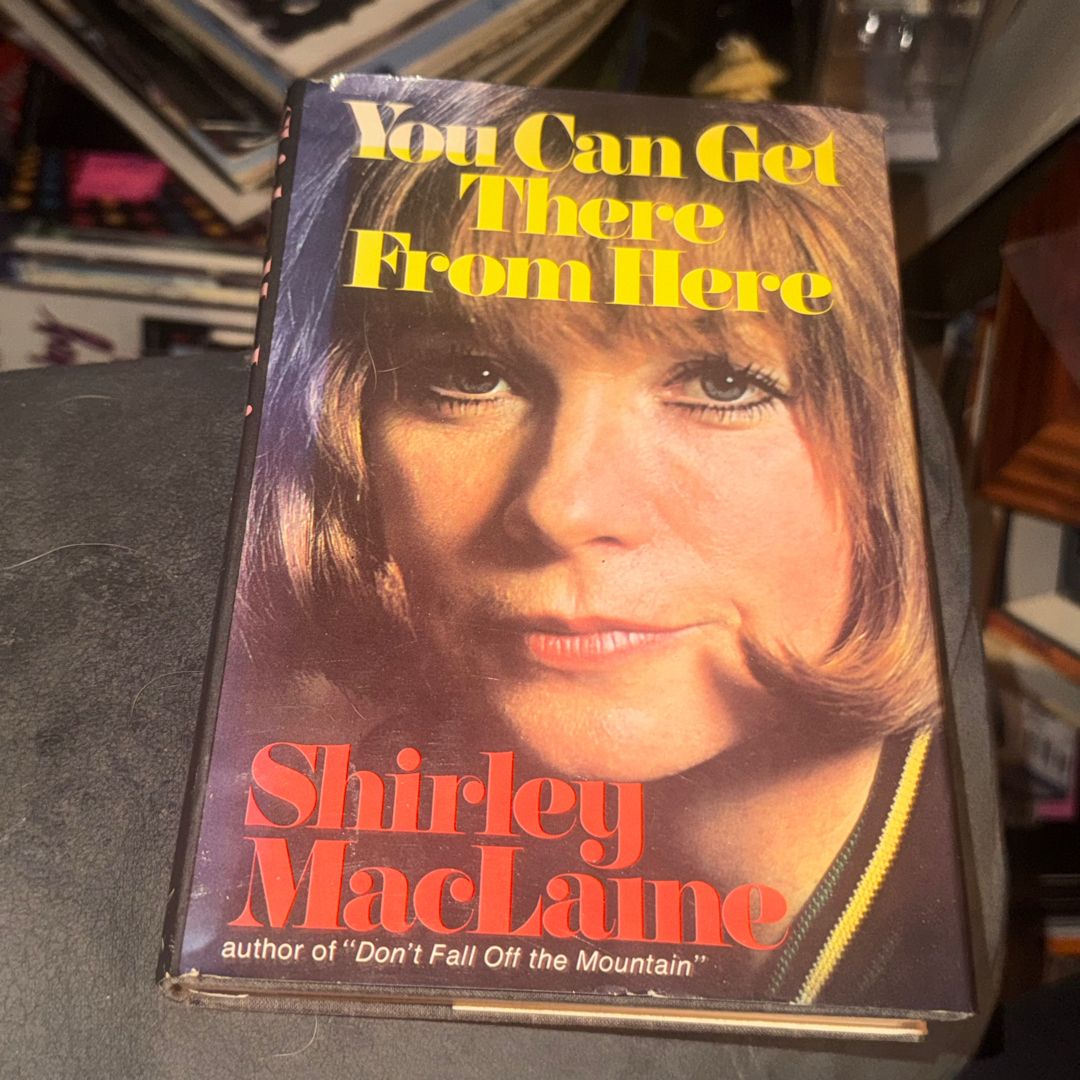 You Can Get
There
From Here
Shirley
MacLaine
author of "Don't Fall Off the Mountain"